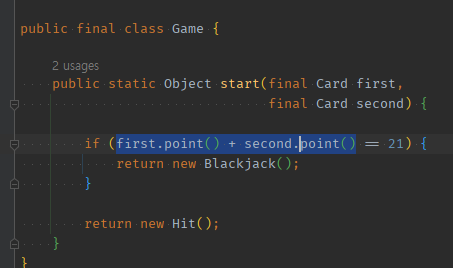 public final class Game {
2 usages
public static Object start(final Card first,
final Card second) {
if (first.point() + second.point() == 21) {
return new Blackjack();
}
return new Hit();
}
}